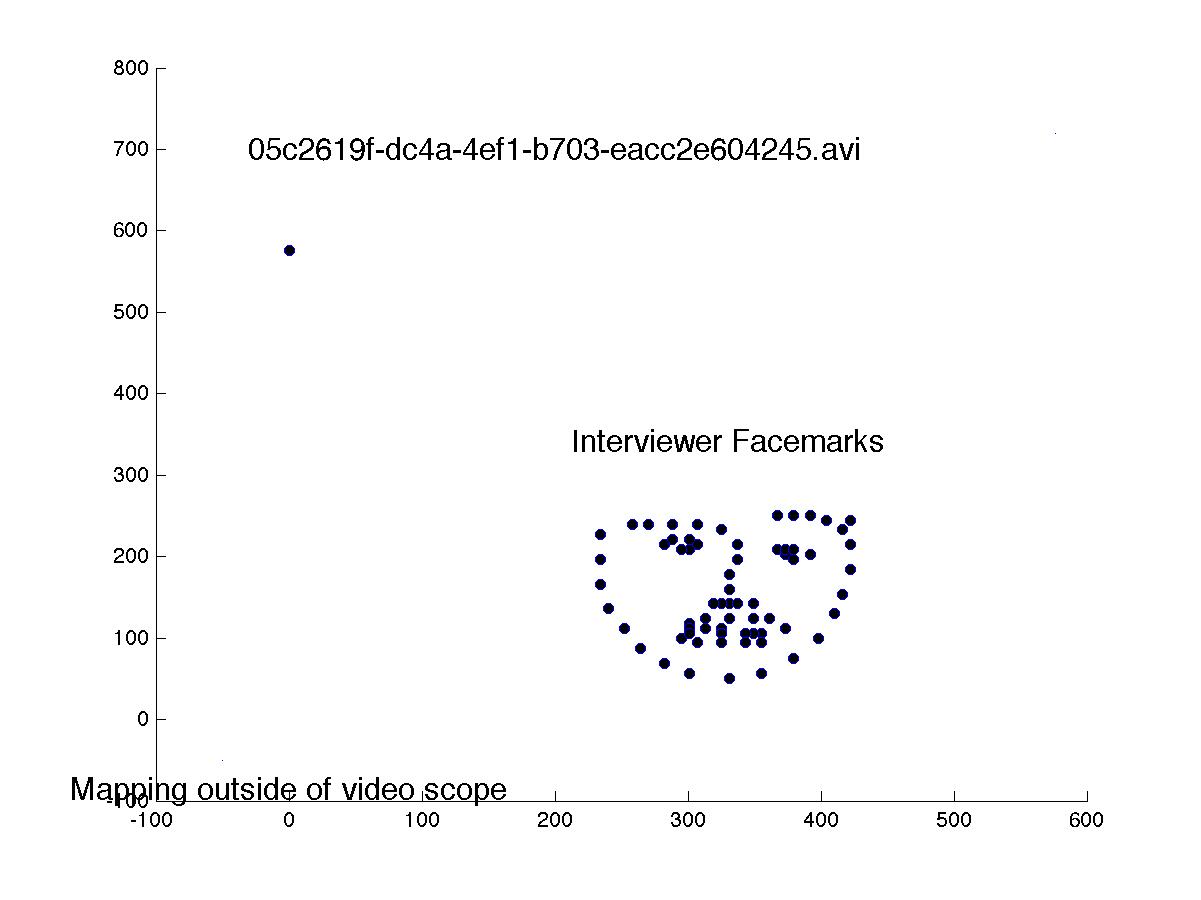 800
700
05c2619f-dc4a-4ef1-b703-eacc2e604245.avi
600
500
400
Interviewer Facemarks
300
200
100
0
Mapping outside of video scope
-100
-100 0 100 200 300 400 500 600